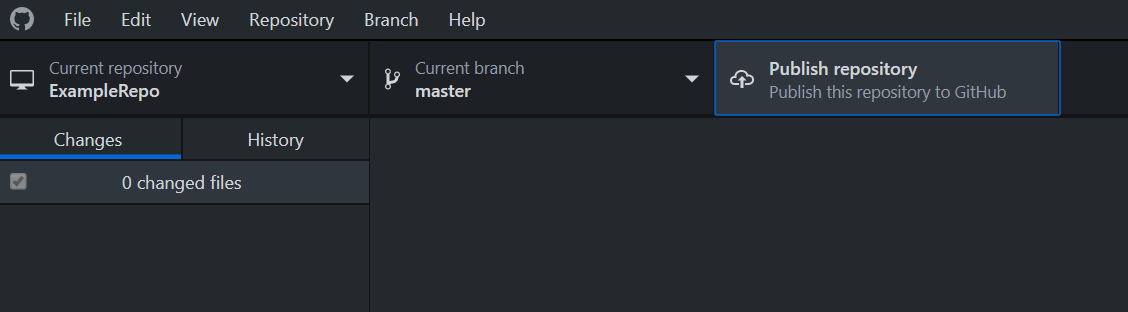 File Edit View Repository Branch Help
Current repository
ExampleRepo
Current branch
master
Publish repository
Publish this repository to GitHub
Changes History
0 changed files